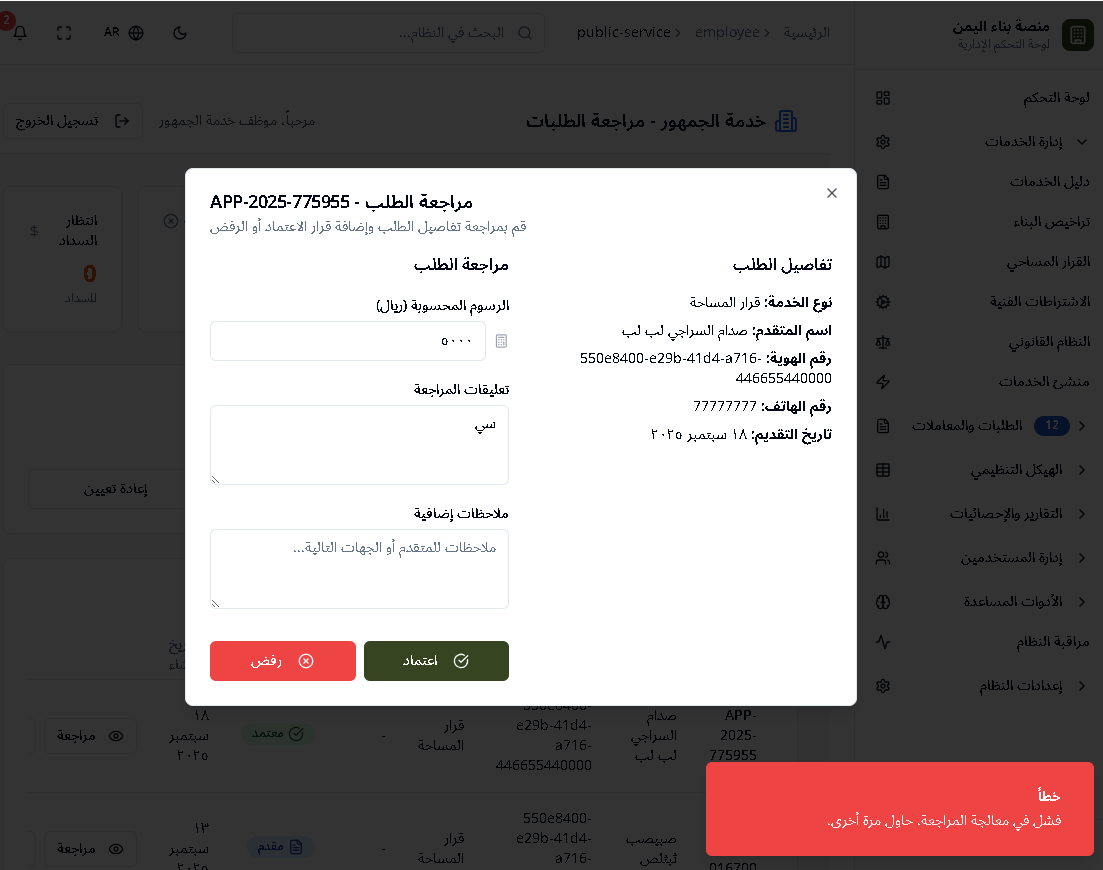 منصة بناء اليمن
لوحة التحكم الإدارية
الرئيسية
employee
public-service
البحث في النظام...
AR
2
لوحة التحكم
إدارة الخدمات
دليل الخدمات
تراخيص البناء
القرار المساحي
الاشتراطات الفنية
النظام القانوني
منشئ الخدمات
الطلبات والمعاملات 12
الهيكل التنظيمي
التقارير والإحصائيات
إدارة المستخدمين
الأدوات المساعدة
مراقبة النظام
إعدادات النظام
خدمة الجمهور - مراجعة الطلبات
مرحباً، موظف خدمة الجمهور
تسجيل الخروج
انتظار
السداد
$
0
للسداد
إعادة تعيين
مراجعة الطلب - APP-2025-775955
قم بمراجعة تفاصيل الطلب وإضافة قرار الاعتماد أو الرفض
تفاصيل الطلب
نوع الخدمة: قرار المساحة
اسم المتقدم: صدام السراجي لب لب
رقم الهوية: 550e8400-e29b-41d4-a716-
446655440000
رقم الهاتف: 77777777
تاريخ التقديم: ١٨ سبتمبر ٢٠٢٥
مراجعة الطلب
الرسوم المحسوبة (ريال)
٥٠٠٠
تعليقات المراجعة
سي
ملاحظات إضافية
ملاحظات للمتقدم أو الجهات التالية...
اعتماد
رفض
APP-
2025-
775955
صدام
السراجي
لب لب
e29b-41d4-
a716-
446655440000
قرار
المساحة
-
معتمد
١٨
سبتمبر
٢٠٢٥
مراجعة
550e8400-
e29b-41d4-
a716-
قرار
المساحة
-
مقدم
١٣
سبتمبر
٢٠٢٥
مراجعة
خطأ
فشل في معالجة المراجعة. حاول مرة أخرى.